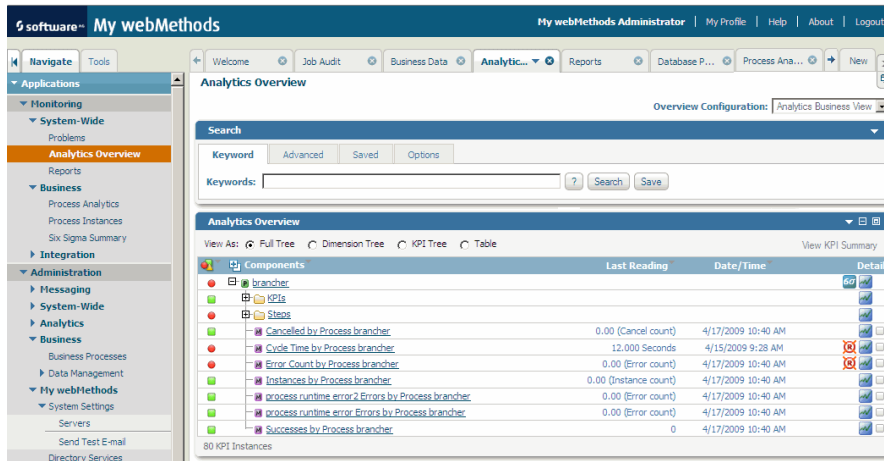 software AG My webMethods
My webMethods Administrator | My Profile | Help | About | Logout
Navigate Tools
Welcome Job Audit Business Data Analytic... Reports Database P... Process Ana... New
Applications
Monitoring
System-Wide
Problems
Analytics Overview
Reports
Business
Process Analytics
Process Instances
Six Sigma Summary
Integration
Administration
Messaging
System-Wide
Analytics
Business
Business Processes
Data Management
My webMethods
System Settings
Servers
Send Test E-mail
Directory Services
Analytics Overview
Overview Configuration: Analytics Business View
Search
Keyword Advanced Saved Options
Keywords: ? Search Save
Analytics Overview
View As: Full Tree Dimension Tree KPI Tree Table View KPI Summary
Components Last Reading Date/Time Detail
brancher 6σ
KPIs
Steps
Cancelled by Process brancher 0.00 (Cancel count) 4/17/2009 10:40 AM
Cycle Time by Process brancher 12.000 Seconds 4/15/2009 9:28 AM
Error Count by Process brancher 0.00 (Error count) 4/17/2009 10:40 AM
Instances by Process brancher 0.00 (Instance count) 4/17/2009 10:40 AM
process runtime error2 Errors by Process brancher 0.00 (Error count) 4/17/2009 10:40 AM
process runtime error Errors by Process brancher 0.00 (Error count) 4/17/2009 10:40 AM
Successes by Process brancher 0 4/17/2009 10:40 AM
80 KPI Instances